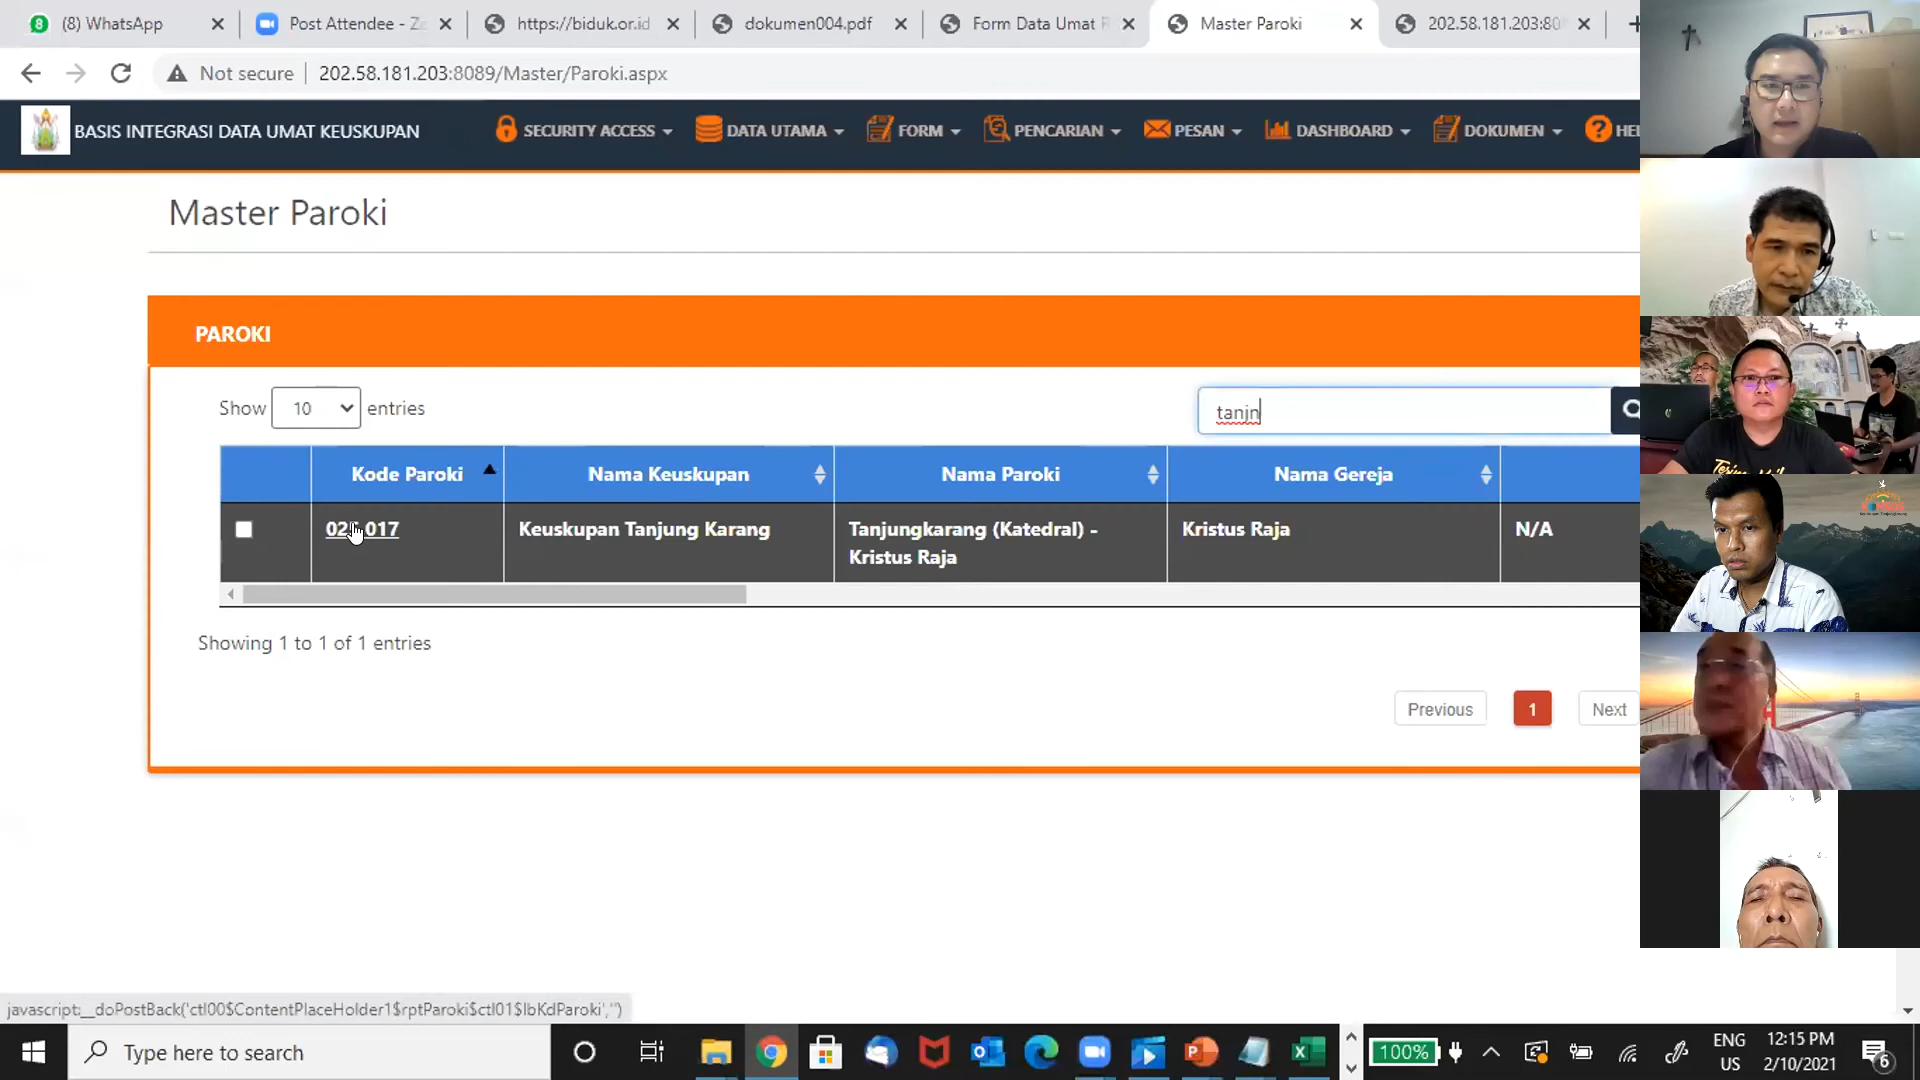 (8) WhatsApp
Post Attendee - Z
https://biduk.or.id
dokumen004.pdf
Form Data Umat
Master Paroki
202.58.181.203:80
Not secure
202.58.181.203:8089/Master/Paroki.aspx
BASIS INTEGRASI DATA UMAT KEUSKUPAN
SECURITY ACCESS
DATA UTAMA
FORM
PENCARIAN
PESAN
DASHBOARD
DOKUMEN
HE
Master Paroki
PAROKI
Show 10 entries
tanjn
Kode Paroki
Nama Keuskupan
Nama Paroki
Nama Gereja
017
Keuskupan Tanjung Karang
Tanjungkarang (Katedral) -
Kristus Raja
Kristus Raja
N/A
Showing 1 to 1 of 1 entries
Previous
1
Next
javascript:__doPostBack('ctl00$ContentPlaceHolder1$rptParoki$ctl01$lbKdParoki','')
Type here to search
100%
ENG
US
12:15 PM
2/10/2021
6